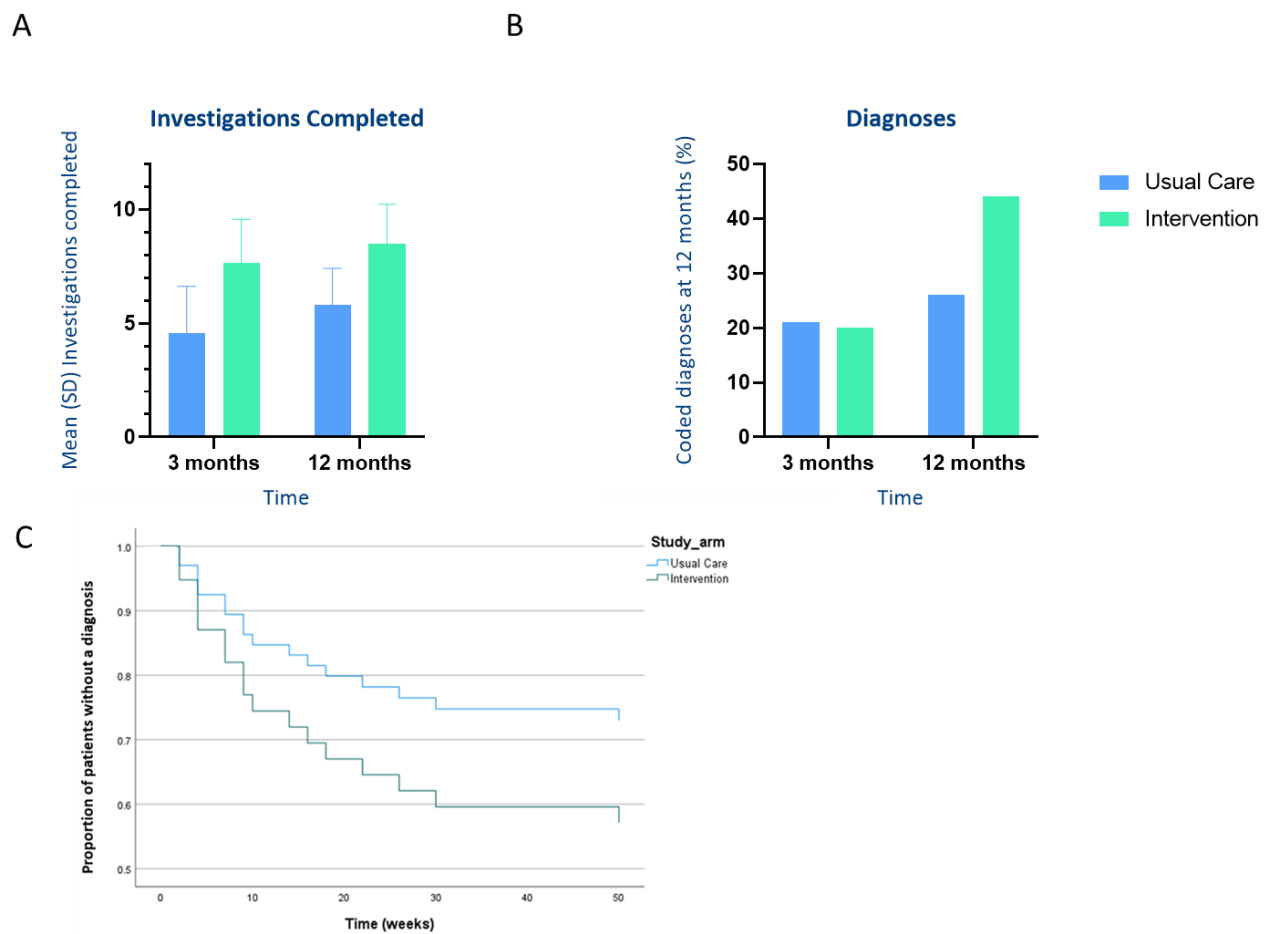 A
B
Investigations Completed
Mean (SD) Investigations completed
10
5
0
3 months
12 months
Time
Diagnoses
Coded diagnoses at 12 months (%)
50
40
30
20
10
0
3 months
12 months
Time
Usual Care
Intervention
C
Proportion of patients without a diagnosis
1.0
0.9
0.8
0.7
0.6
0.5
0
10
20
30
40
50
Time (weeks)
Study_arm
Usual Care
Intervention